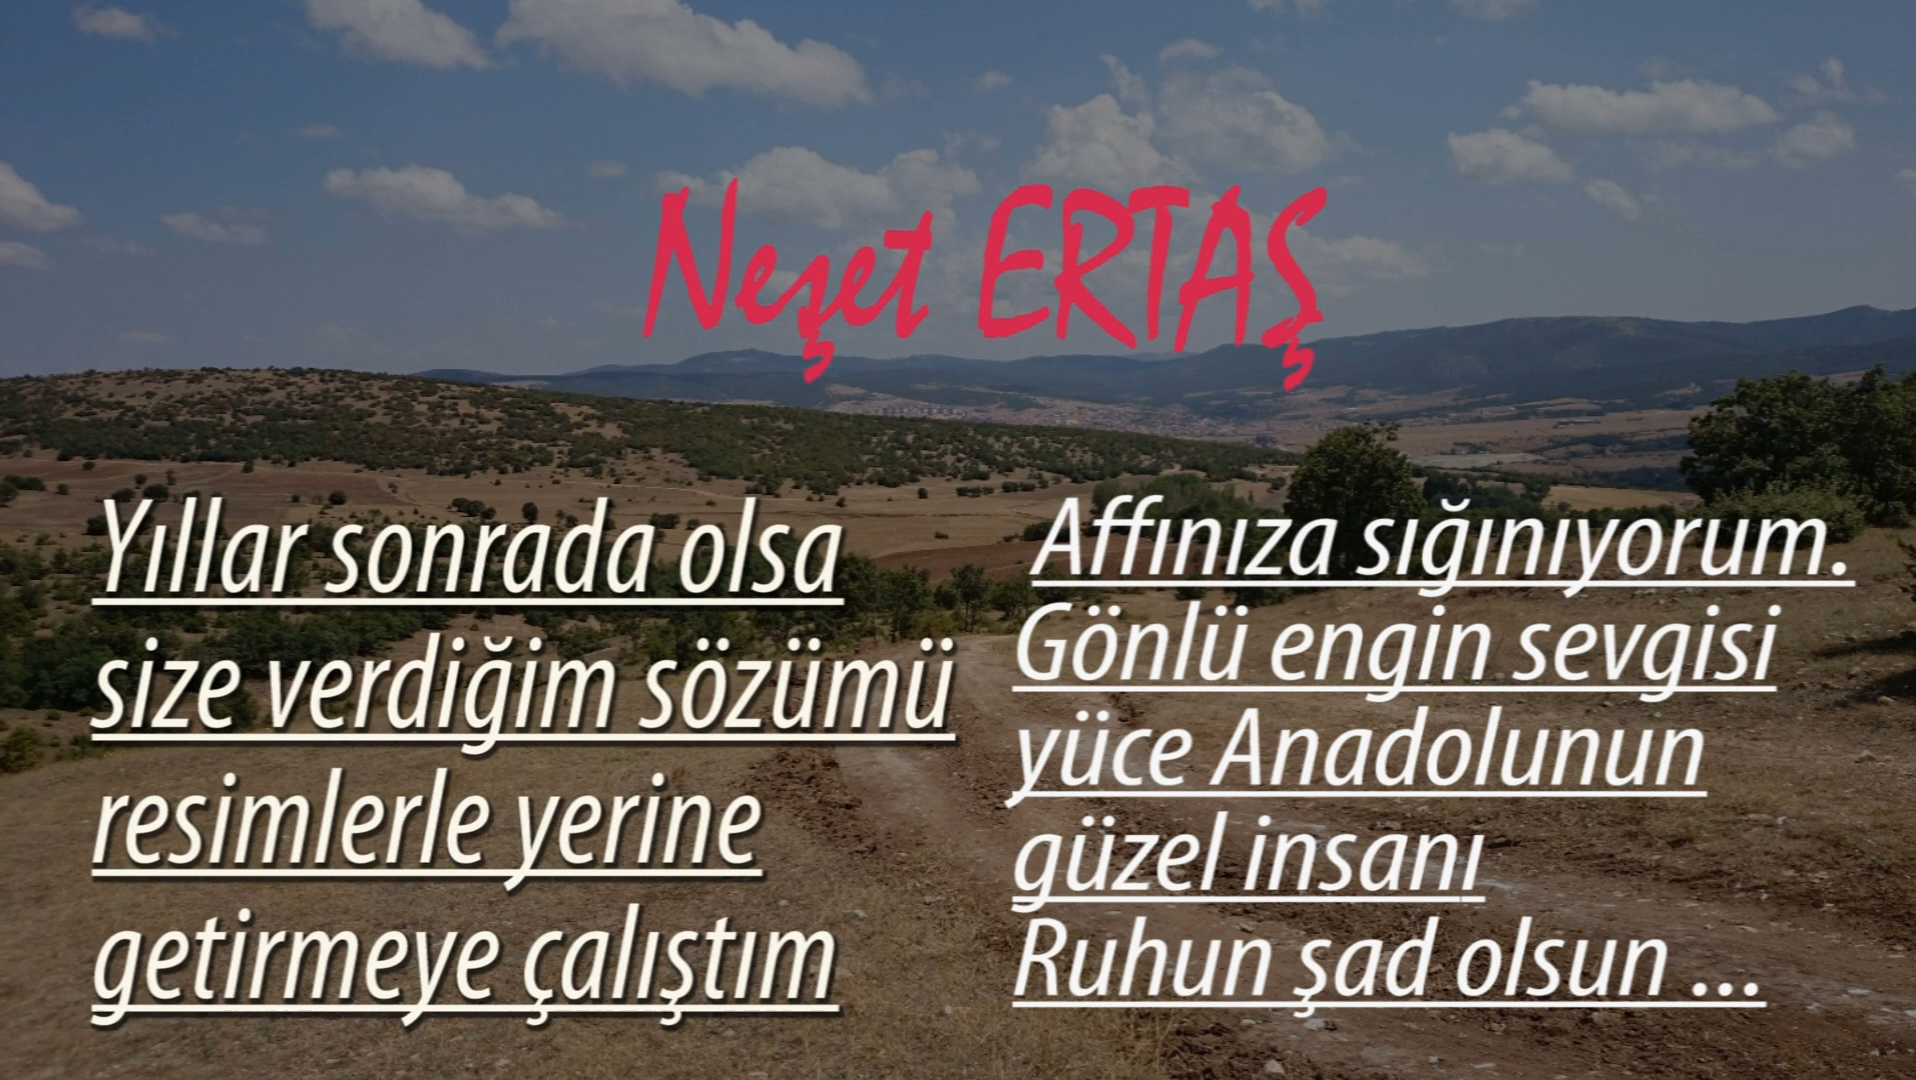 Neşet ERTAŞ
Yıllar sonrada olsa
size verdiğim sözümü
resimlerle yerine
getirmeye çalıştım
Affınıza sığınıyorum.
Gönlü engin sevgisi
yüce Anadolunun
güzel insanı
Ruhun şad olsun ...